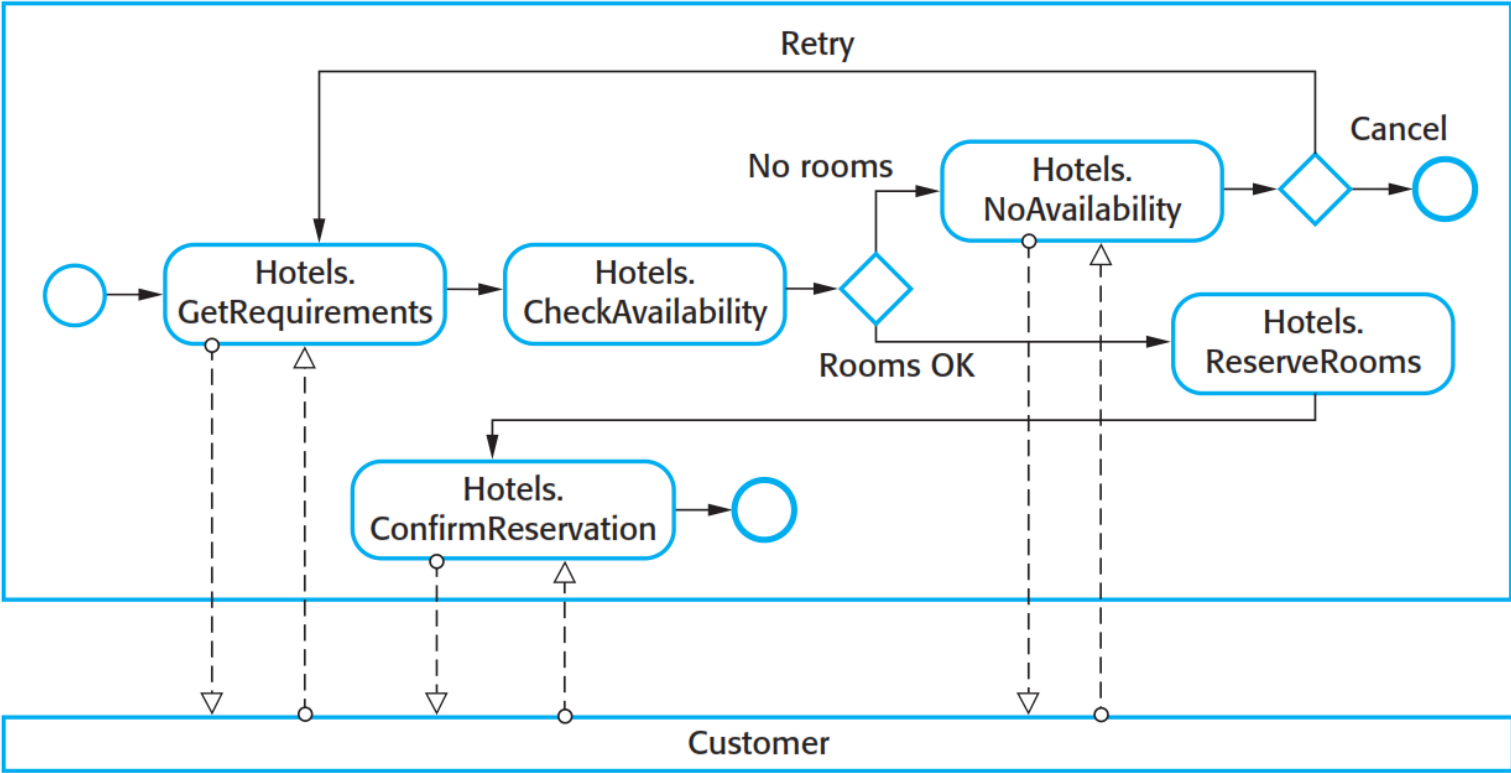 Retry
Cancel
No rooms
Hotels.
NoAvailability
Hotels.
GetRequirements
Hotels.
CheckAvailability
Rooms OK
Hotels.
ReserveRooms
Hotels.
ConfirmReservation
Customer